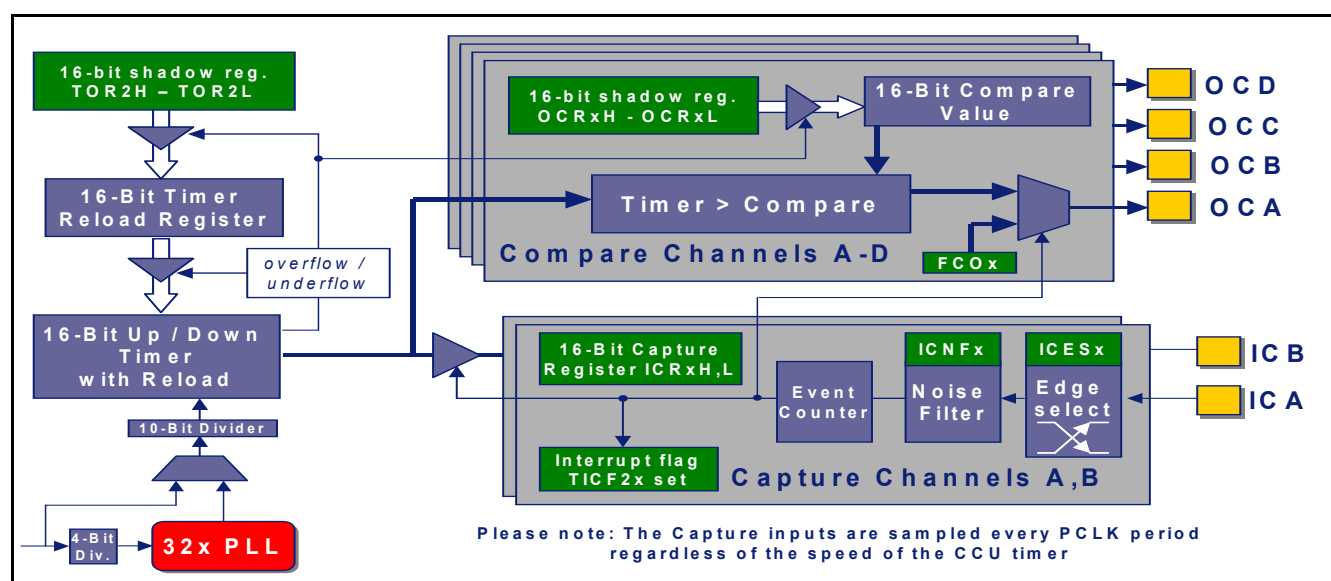 16-bit shadow reg.
TOR2H – TOR2L
16-Bit Timer
Reload Register
overflow /
underflow
16-Bit Up / Down
Timer
with Reload
10-Bit Divider
4-Bit
Div.
32x PLL
16-bit shadow reg.
OCRxH - OCRxL
16-Bit Compare
Value
Timer > Compare
Compare Channels A-D
FCOx
OCD
OCC
OCB
OCA
16-Bit Capture
Register ICRxH,L
Event
Counter
ICNFx
Noise
Filter
ICESx
Edge
select
ICB
ICA
Interrupt flag
TICF2x set
Capture Channels A,B
Please note: The Capture inputs are sampled every PCLK period
regardless of the speed of the CCU timer